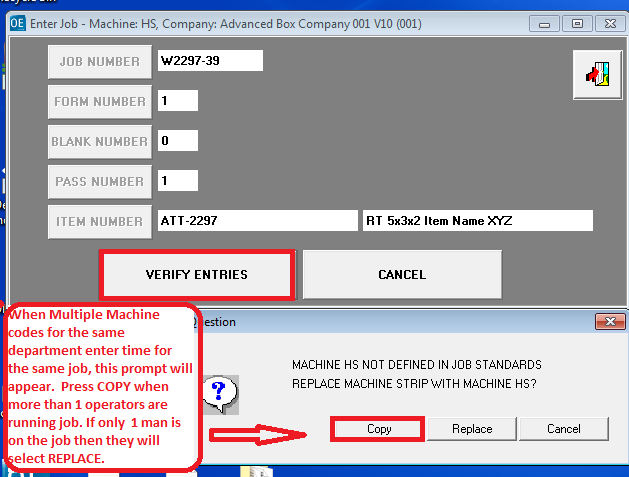 OE Enter Job - Machine: HS, Company: Advanced Box Company 001 V10 (001)
JOB NUMBER W2297-39
FORM NUMBER 1
BLANK NUMBER 0
PASS NUMBER 1
ITEM NUMBER ATT-2297 RT 5x3x2 Item Name XYZ
VERIFY ENTRIES CANCEL
When Multiple Machine
codes for the same
department enter time for
the same job, this prompt will
appear. Press COPY when
more than 1 operators are
running job. If only 1 man is
on the job then they will
select REPLACE.
uestion
MACHINE HS NOT DEFINED IN JOB STANDARDS
REPLACE MACHINE STRIP WITH MACHINE HS?
Copy Replace Cancel